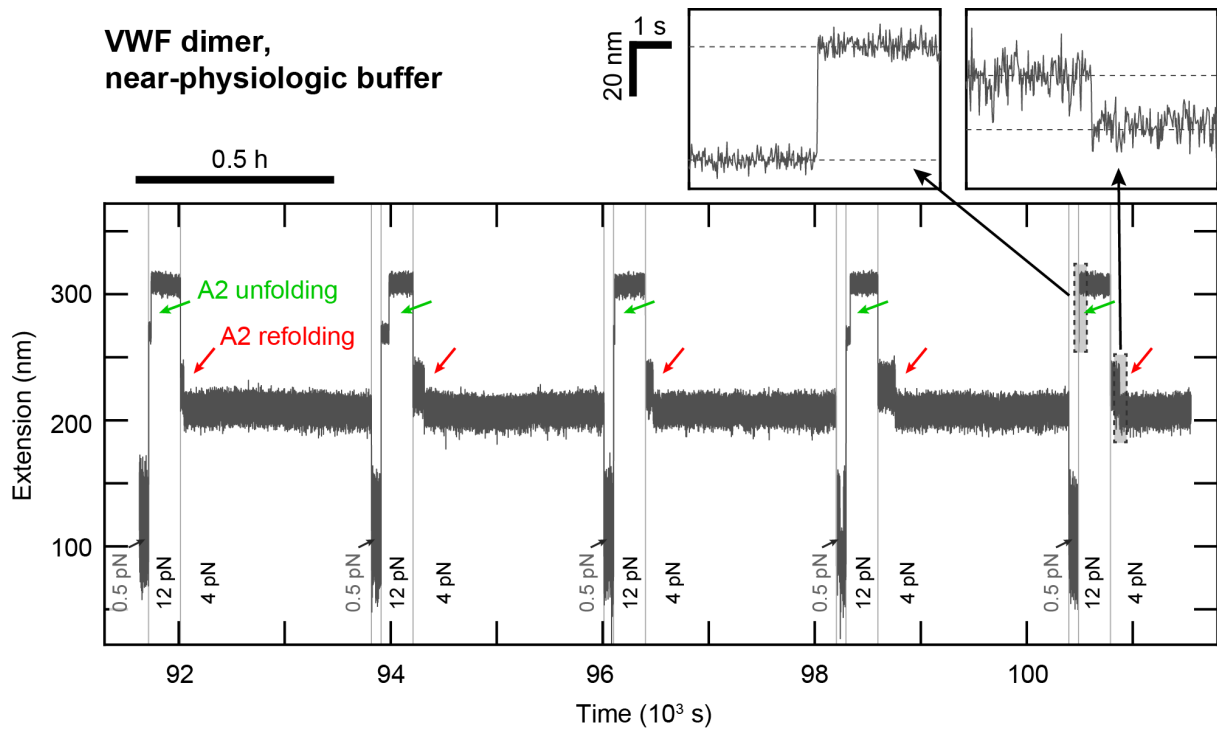 VWF dimer,
near-physiologic buffer
0.5 h
1 s
20 nm
A2 unfolding
A2 refolding
Extension (nm)
300
200
100
0.5 pN
12 pN
4 pN
0.5 pN
12 pN
4 pN
0.5 pN
12 pN
4 pN
0.5 pN
12 pN
4 pN
0.5 pN
12 pN
4 pN
92
94
96
98
100
Time (10³ s)